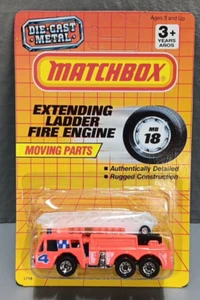 Ages 3 and Up
DIE-CAST
METAL
3+
YEARS
AÑOS
MATCHBOX
EXTENDING
LADDER
FIRE ENGINE
MB
18
MOVING PARTS
• Authentically Detailed
• Rugged Construction
4